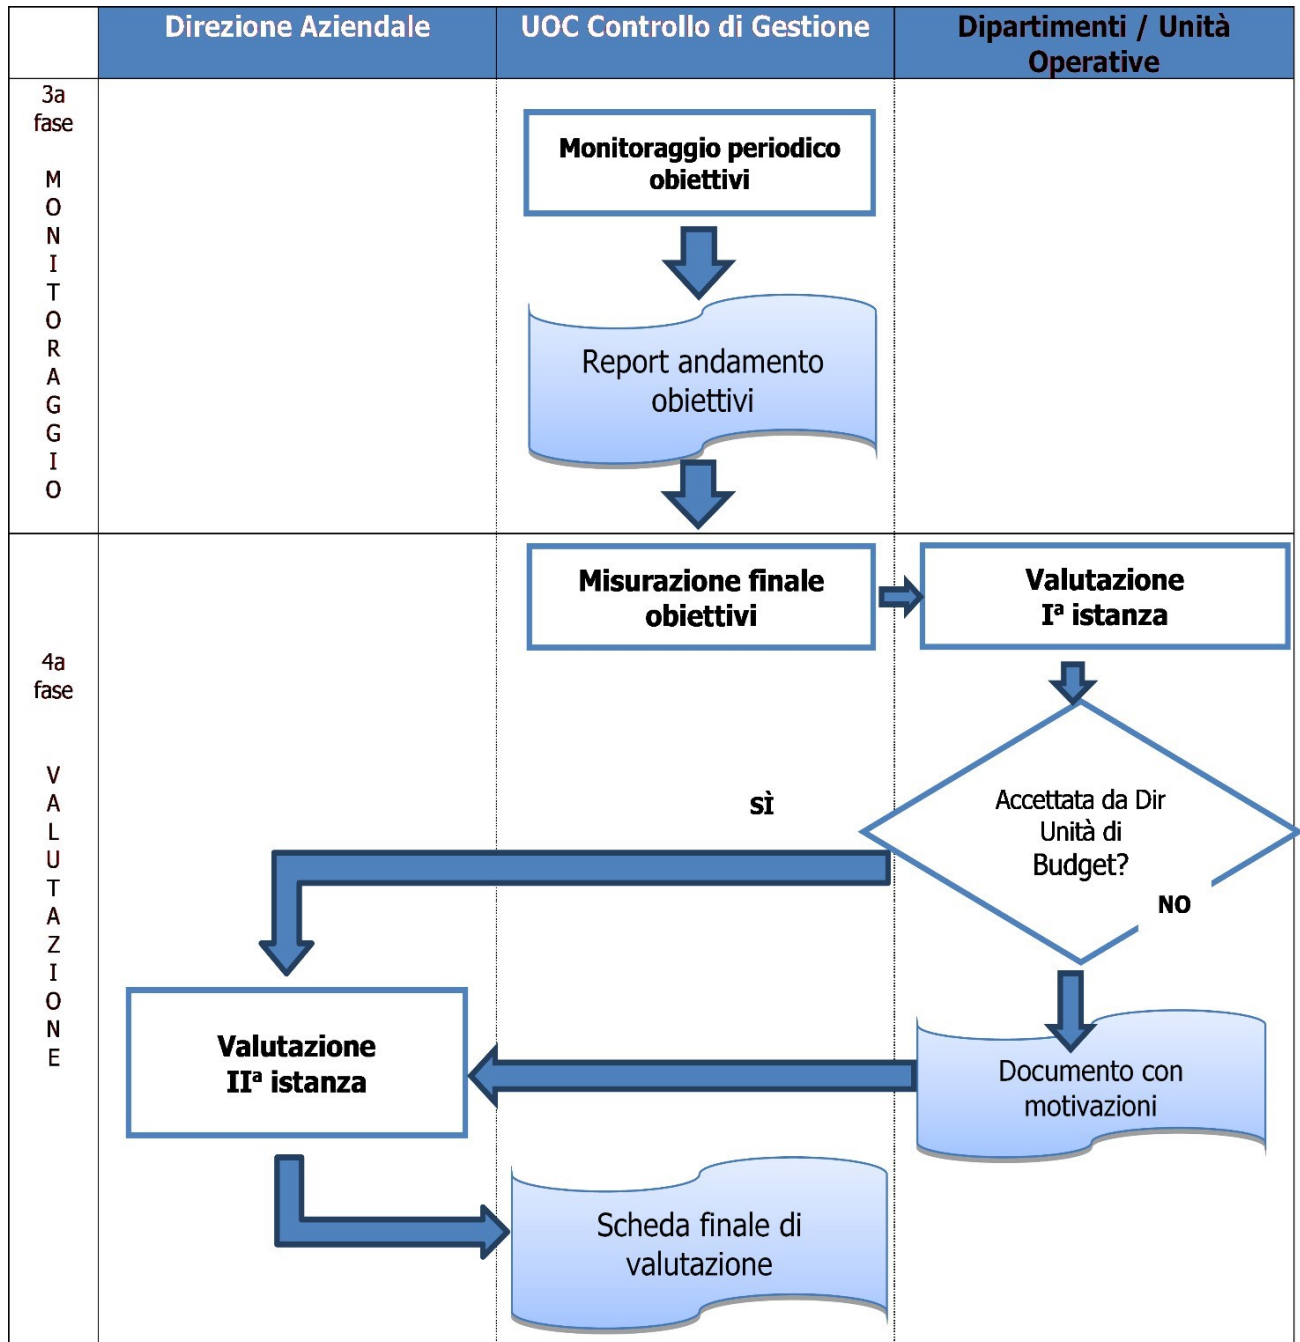 Direzione Aziendale
UOC Controllo di Gestione
Dipartimenti / Unità
Operative
3a
fase
M
O
N
I
T
O
R
A
G
G
I
O
Monitoraggio periodico
obiettivi
Report andamento
obiettivi
4a
fase
V
A
L
U
T
A
Z
I
O
N
E
Misurazione finale
obiettivi
Valutazione
Iª istanza
Accettata da Dir
Unità di
Budget?
SÌ
NO
Valutazione
IIª istanza
Documento con
motivazioni
Scheda finale di
valutazione